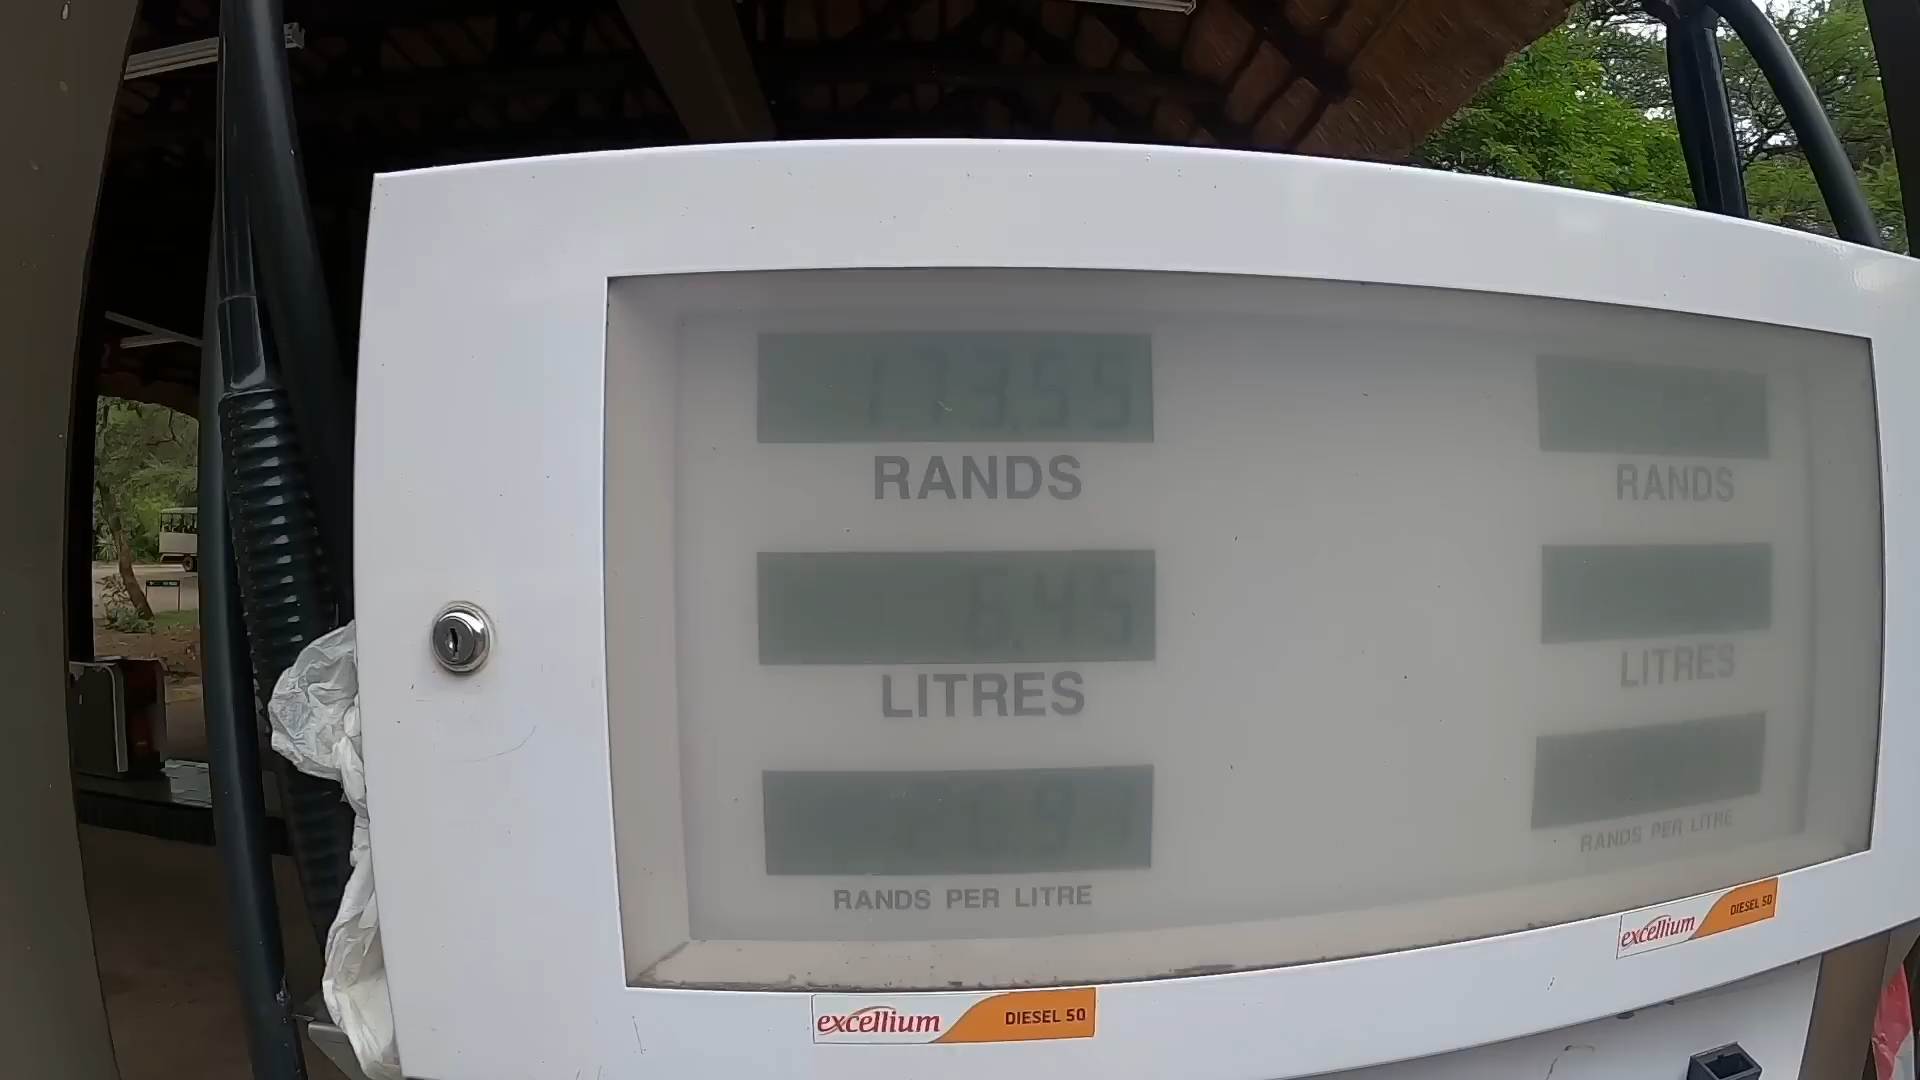 173.55
RANDS
RANDS
6.45
LITRES
LITRES
RANDS PER LITRE
RANDS PER LITRE
excellium DIESEL 50
excellium DIESEL 50